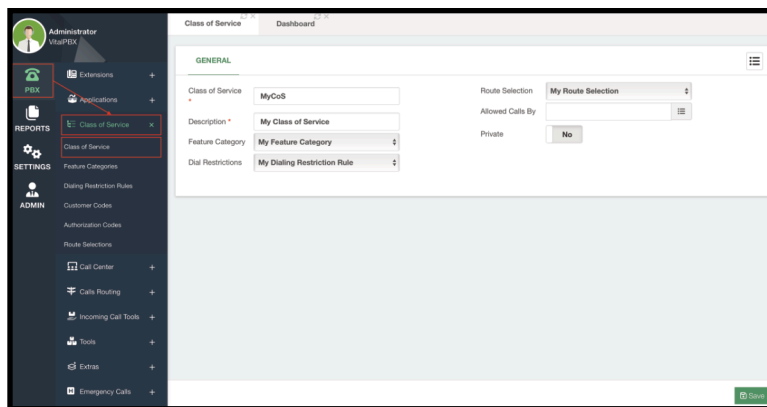 Administrator
VitalPBX
PBX
REPORTS
SETTINGS
ADMIN
Extensions +
Applications +
Class of Service ×
Class of Service
Feature Categories
Dialing Restriction Rules
Customer Codes
Authorization Codes
Route Selections
Call Center +
Calls Routing +
Incoming Call Tools +
Tools +
Extras +
Emergency Calls +
Class of Service
Dashboard
GENERAL
Class of Service * MyCoS
Description * My Class of Service
Feature Category My Feature Category
Dial Restrictions My Dialing Restriction Rule
Route Selection My Route Selection
Allowed Calls By
Private No
Save